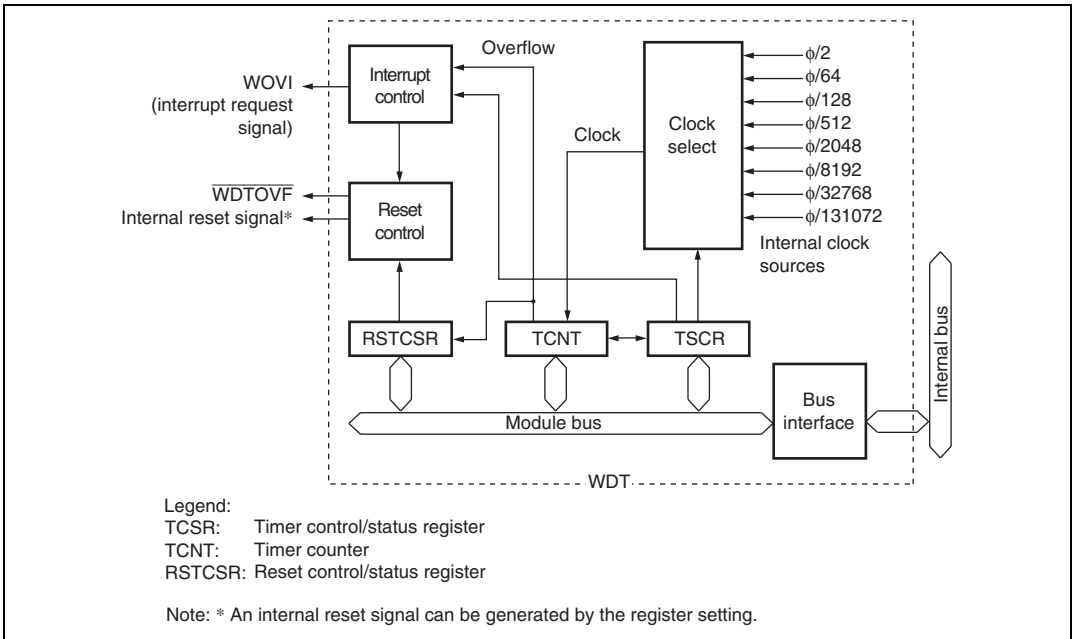 Overflow
Interrupt
control
WOVI
(interrupt request
signal)
WDTOVF
Internal reset signal*
Reset
control
Clock
Clock
select
ϕ/2
ϕ/64
ϕ/128
ϕ/512
ϕ/2048
ϕ/8192
ϕ/32768
ϕ/131072
Internal clock
sources
RSTCSR
TCNT
TSCR
Module bus
Bus
interface
Internal bus
WDT
Legend:
TCSR: Timer control/status register
TCNT: Timer counter
RSTCSR: Reset control/status register
Note: * An internal reset signal can be generated by the register setting.